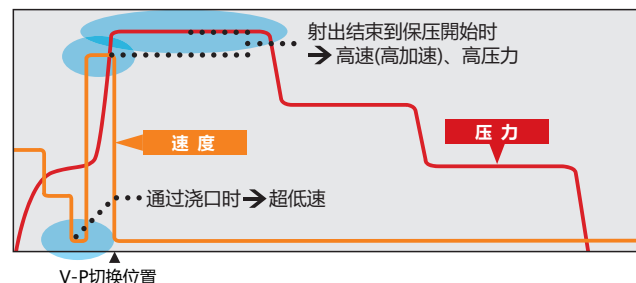 射出结束到保压開始时
→ 高速(高加速)、高压力
速 度
压 力
通过浇口时→超低速
V-P切换位置